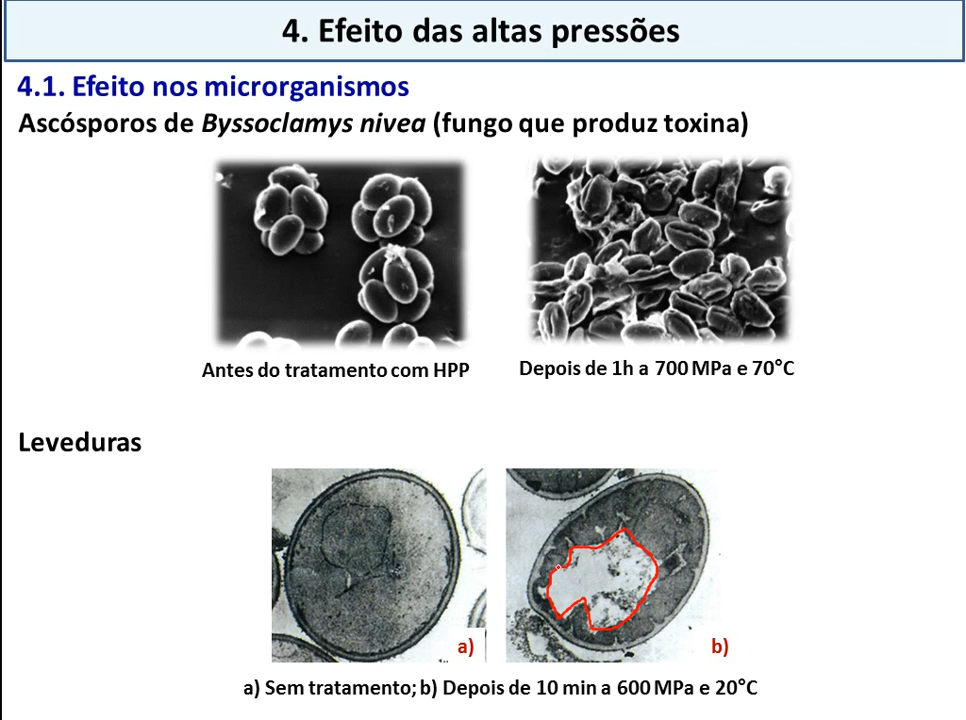 4. Efeito das altas pressões
4.1. Efeito nos microrganismos
Ascósporos de Byssoclamys nivea (fungo que produz toxina)
Antes do tratamento com HPP
Depois de 1h a 700 MPa e 70°C
Leveduras
a)
b)
a) Sem tratamento; b) Depois de 10 min a 600 MPa e 20°C